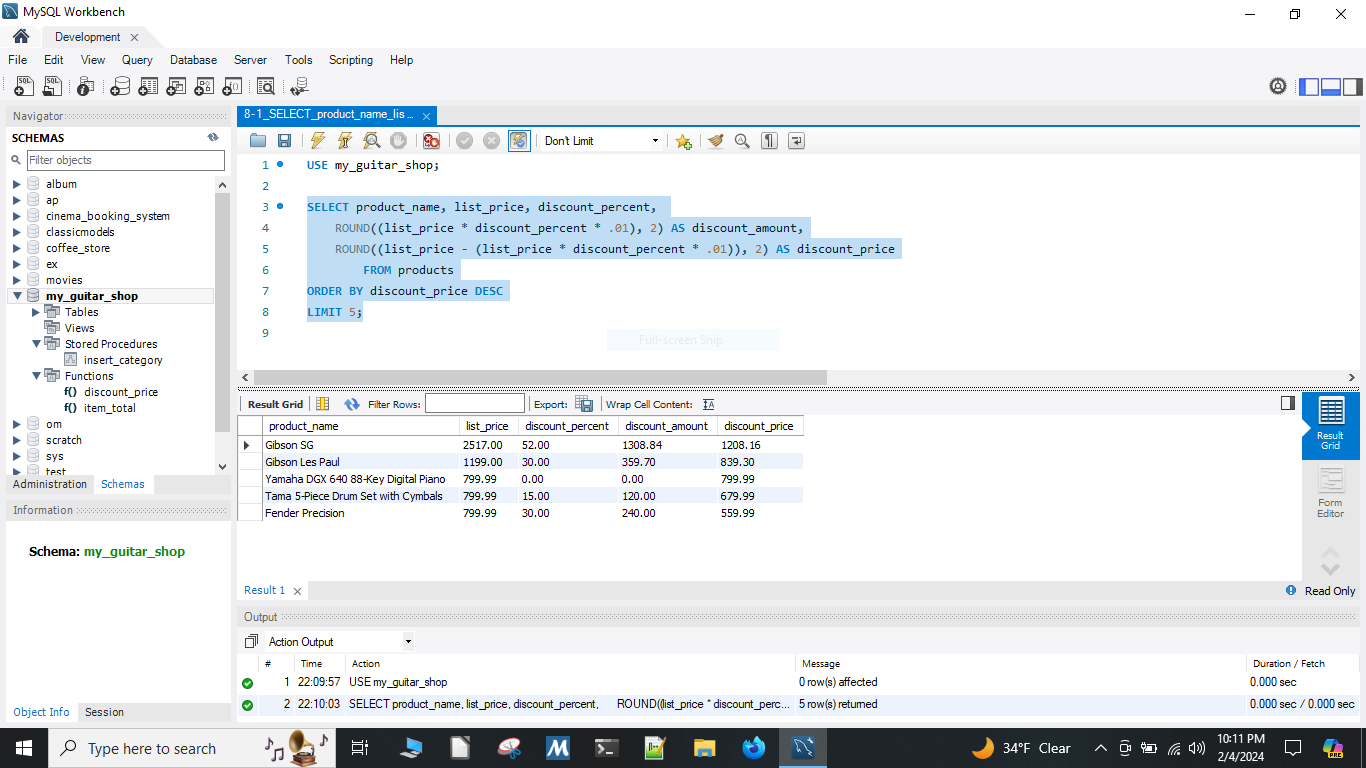 MySQL Workbench
Development
File Edit View Query Database Server Tools Scripting Help
Navigator
SCHEMAS
Filter objects
album
ap
cinema_booking_system
classicmodels
coffee_store
ex
movies
my_guitar_shop
Tables
Views
Stored Procedures
insert_category
Functions
f() discount_price
f() item_total
om
scratch
sys
test
Administration Schemas
Information
Schema: my_guitar_shop
Object Info Session
8-1_SELECT_product_name_lis...
Don't Limit
1 USE my_guitar_shop;
2
3 SELECT product_name, list_price, discount_percent,
4 ROUND((list_price * discount_percent * .01), 2) AS discount_amount,
5 ROUND((list_price - (list_price * discount_percent * .01)), 2) AS discount_price
6 FROM products
7 ORDER BY discount_price DESC
8 LIMIT 5;
9
Full-screen Snip
Result Grid Filter Rows: Export: Wrap Cell Content:
product_name list_price discount_percent discount_amount discount_price
Gibson SG 2517.00 52.00 1308.84 1208.16
Gibson Les Paul 1199.00 30.00 359.70 839.30
Yamaha DGX 640 88-Key Digital Piano 799.99 0.00 0.00 799.99
Tama 5-Piece Drum Set with Cymbals 799.99 15.00 120.00 679.99
Fender Precision 799.99 30.00 240.00 559.99
Result
Grid
Form
Editor
Result 1
Read Only
Output
Action Output
# Time Action Message Duration / Fetch
1 22:09:57 USE my_guitar_shop 0 row(s) affected 0.000 sec
2 22:10:03 SELECT product_name, list_price, discount_percent, ROUND((list_price * discount_perc... 5 row(s) returned 0.000 sec / 0.000 sec
Type here to search
34°F Clear
10:11 PM
2/4/2024
PRE